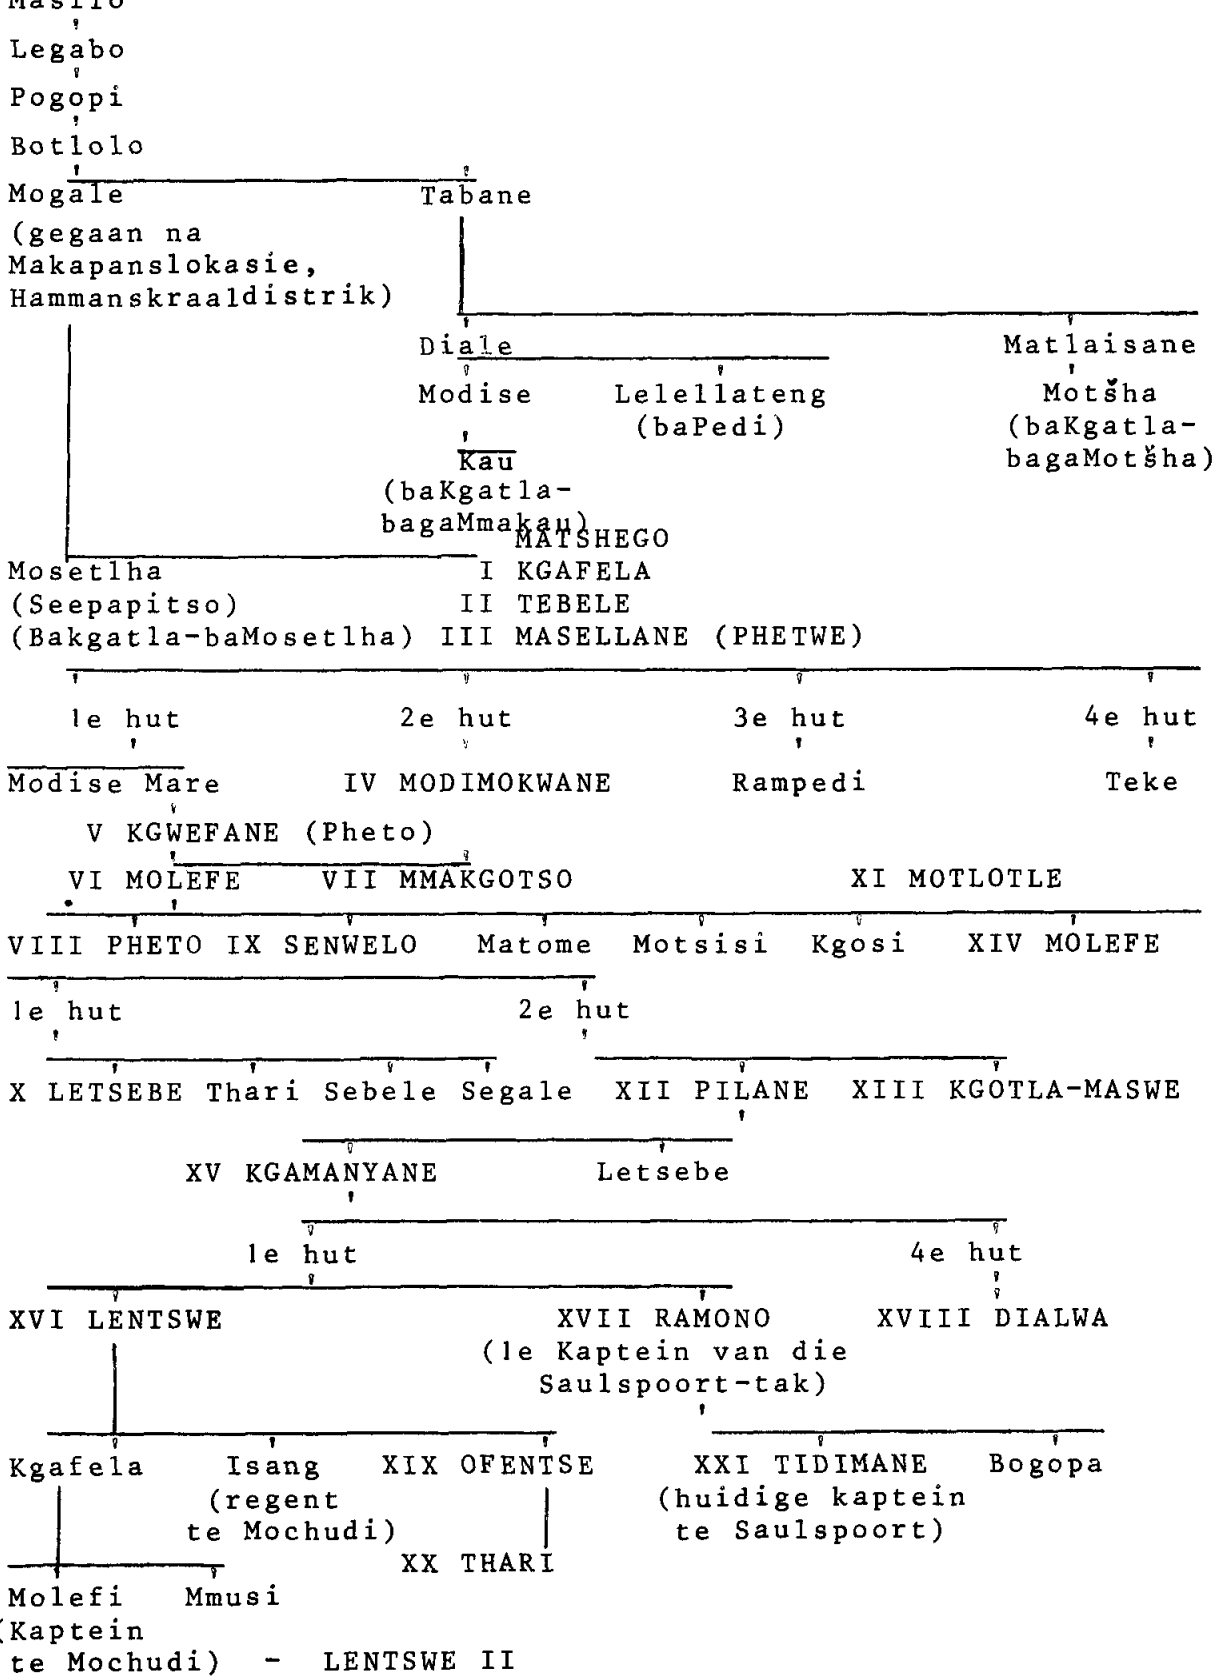 Masilo
Legabo
Pogopi
Botlolo
Mogale Tabane
(gegaan na
Makapanslokasie,
Hammanskraaldistrik)
Diale Matlaisane
Modise Lelellateng Motšha
(baPedi) (baKgatla-
Kau bagaMotšha)
(baKgatla-
bagaMmakau)
MATSHEGO
Mosetlha I KGAFELA
(Seepapitso) II TEBELE
(Bakgatla-baMosetlha) III MASELLANE (PHETWE)
1e hut 2e hut 3e hut 4e hut
Modise Mare IV MODIMOKWANE Rampedi Teke
V KGWEFANE (Pheto)
VI MOLEFE VII MMAKGOTSO XI MOTLOTLE
VIII PHETO IX SENWELO Matome Motsisi Kgosi XIV MOLEFE
1e hut 2e hut
X LETSEBE Thari Sebele Segale XII PILANE XIII KGOTLA-MASWE
XV KGAMANYANE Letsebe
1e hut 4e hut
XVI LENTSWE XVII RAMONO XVIII DIALWA
(1e Kaptein van die
Saulspoort-tak)
Kgafela Isang XIX OFENTSE XXI TIDIMANE Bogopa
(regent (huidige kaptein
te Mochudi) te Saulspoort)
XX THARI
Molefi Mmusi
(Kaptein
te Mochudi) - LENTSWE II